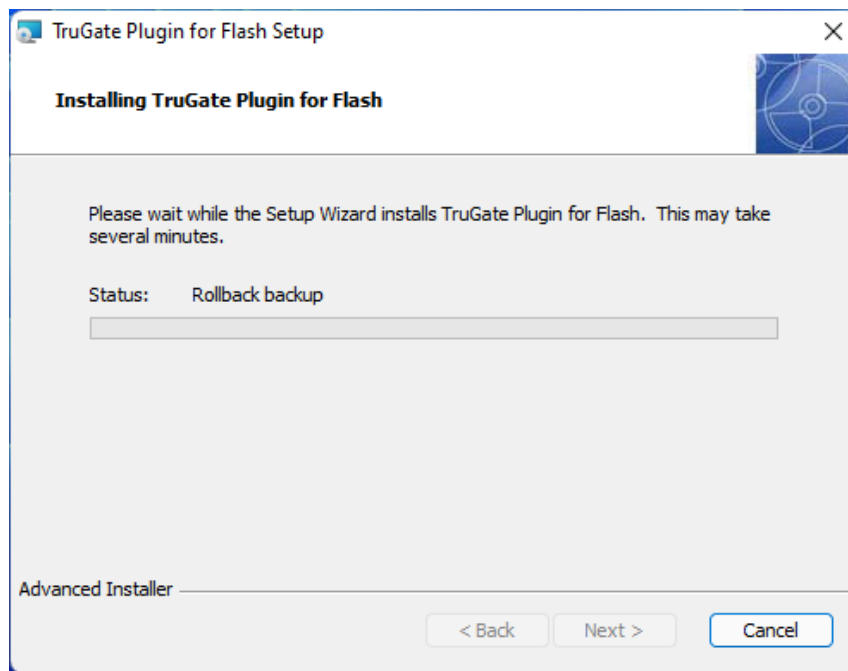 TruGate Plugin for Flash Setup
Installing TruGate Plugin for Flash
Please wait while the Setup Wizard installs TruGate Plugin for Flash. This may take
several minutes.
Status: Rollback backup
Advanced Installer
< Back Next > Cancel